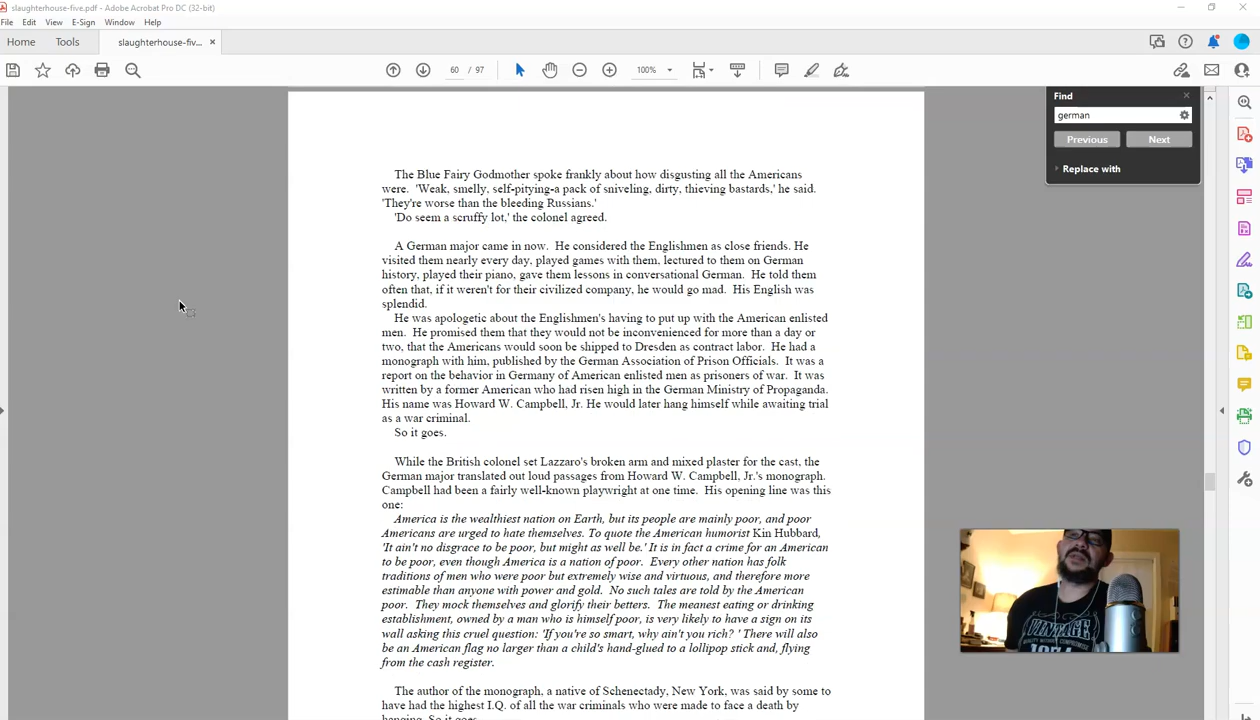 slaughterhouse-five.pdf - Adobe Acrobat Pro DC (32-bit)
File Edit View E-Sign Window Help
Home Tools slaughterhouse-fiv... ×
60 / 97 100%
Find
german
Previous Next
Replace with
The Blue Fairy Godmother spoke frankly about how disgusting all the Americans
were. 'Weak, smelly, self-pitying-a pack of sniveling, dirty, thieving bastards,' he said.
'They're worse than the bleeding Russians.'
'Do seem a scruffy lot,' the colonel agreed.
A German major came in now. He considered the Englishmen as close friends. He
visited them nearly every day, played games with them, lectured to them on German
history, played their piano, gave them lessons in conversational German. He told them
often that, if it weren't for their civilized company, he would go mad. His English was
splendid.
He was apologetic about the Englishmen's having to put up with the American enlisted
men. He promised them that they would not be inconvenienced for more than a day or
two, that the Americans would soon be shipped to Dresden as contract labor. He had a
monograph with him, published by the German Association of Prison Officials. It was a
report on the behavior in Germany of American enlisted men as prisoners of war. It was
written by a former American who had risen high in the German Ministry of Propaganda.
His name was Howard W. Campbell, Jr. He would later hang himself while awaiting trial
as a war criminal.
So it goes.
While the British colonel set Lazzaro's broken arm and mixed plaster for the cast, the
German major translated out loud passages from Howard W. Campbell, Jr.'s monograph.
Campbell had been a fairly well-known playwright at one time. His opening line was this
one:
America is the wealthiest nation on Earth, but its people are mainly poor, and poor
Americans are urged to hate themselves. To quote the American humorist Kin Hubbard,
'It ain't no disgrace to be poor, but might as well be.' It is in fact a crime for an American
to be poor, even though America is a nation of poor. Every other nation has folk
traditions of men who were poor but extremely wise and virtuous, and therefore more
estimable than anyone with power and gold. No such tales are told by the American
poor. They mock themselves and glorify their betters. The meanest eating or drinking
establishment, owned by a man who is himself poor, is very likely to have a sign on its
wall asking this cruel question: 'If you're so smart, why ain't you rich? ' There will also
be an American flag no larger than a child's hand-glued to a lollipop stick and, flying
from the cash register.
The author of the monograph, a native of Schenectady, New York, was said by some to
have had the highest I.Q. of all the war criminals who were made to face a death by
hanging. So it goes.
VINTAGE